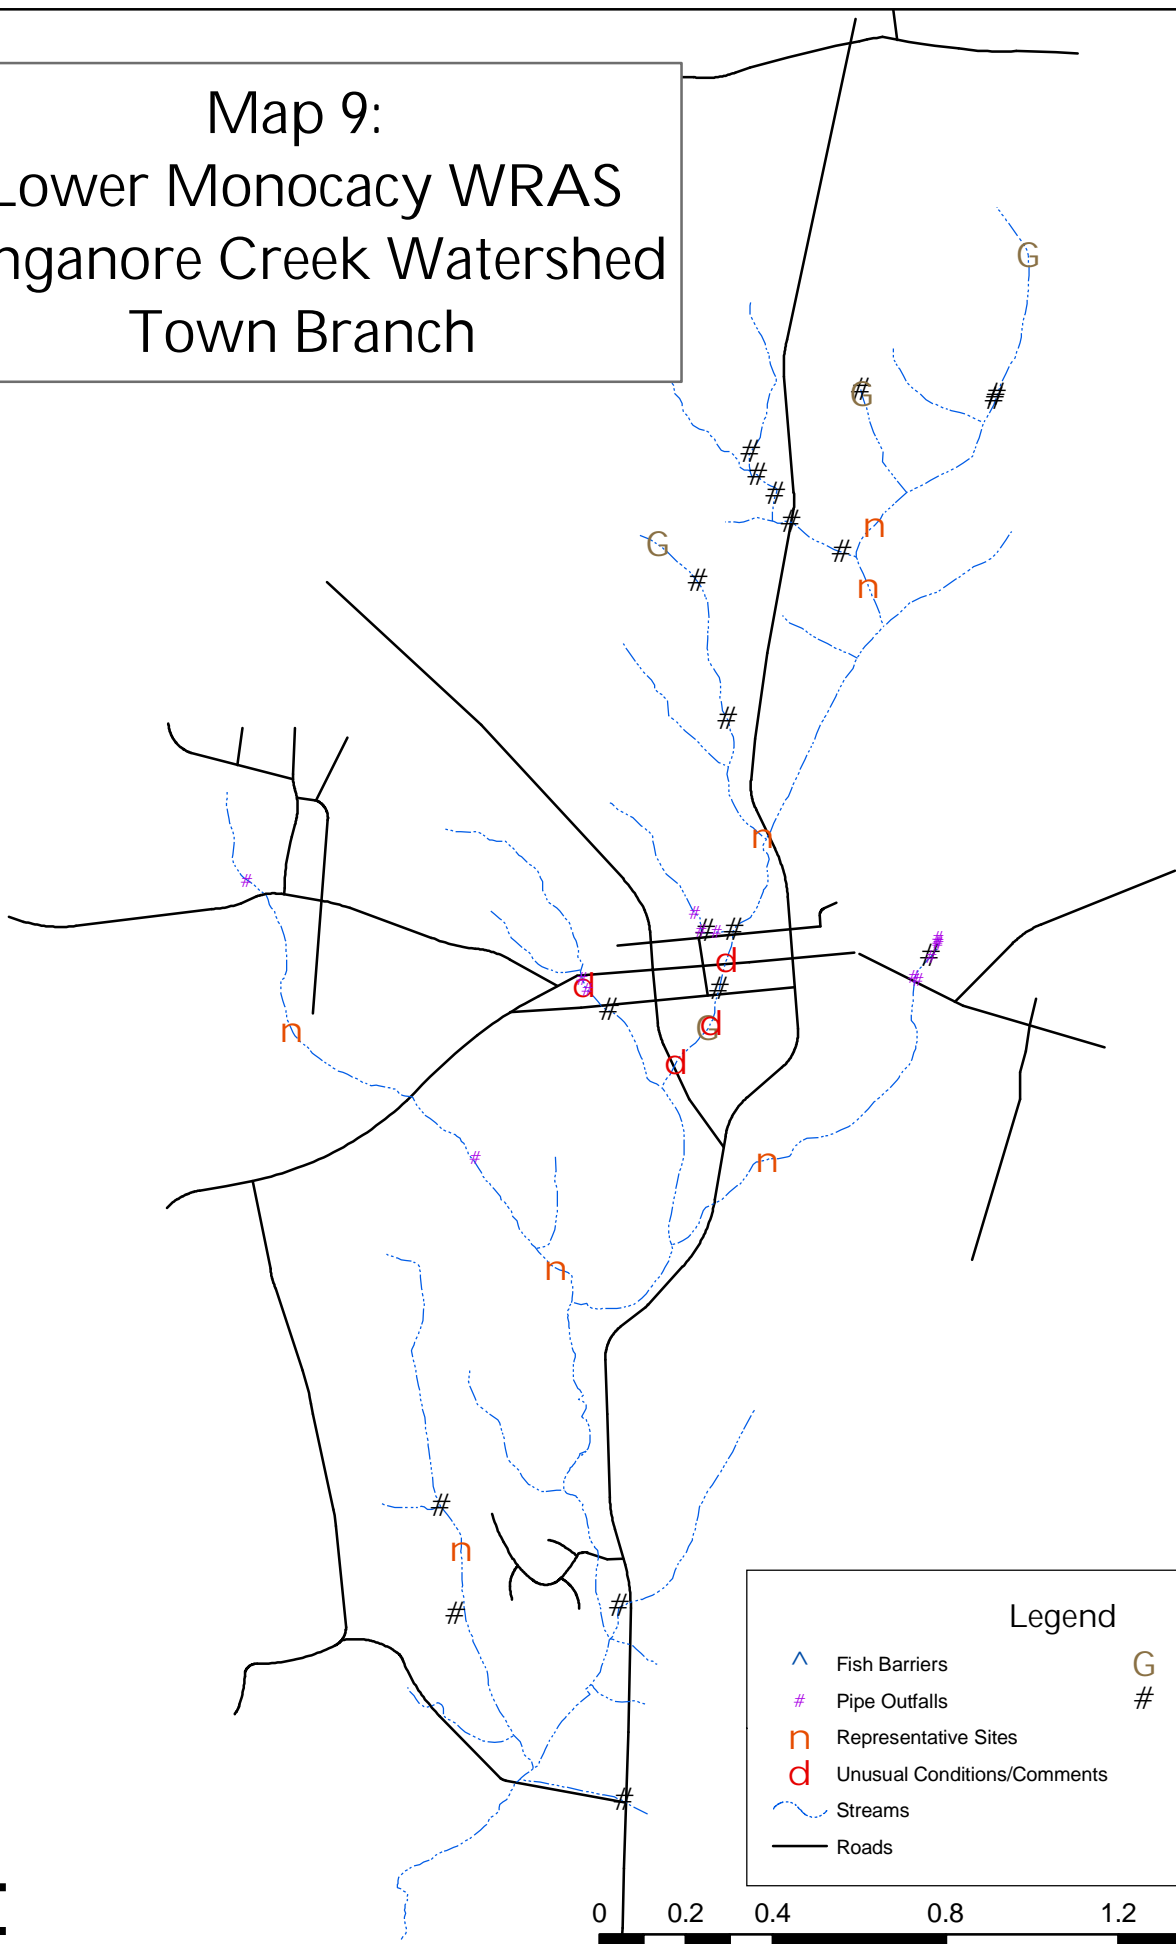 Map 9:
Lower Monocacy WRAS
nganore Creek Watershed
Town Branch
G
G
#
#
#
#
#
#
n
#
#
G
#
n
#
n
#
#
#
#
#
#
d
#
#
#
d
#
#
#
n
G
d
d
#
n
n
#
n
#
#
#
Legend
^ Fish Barriers G
# Pipe Outfalls #
n Representative Sites
d Unusual Conditions/Comments
Streams
Roads
0 0.2 0.4 0.8 1.2